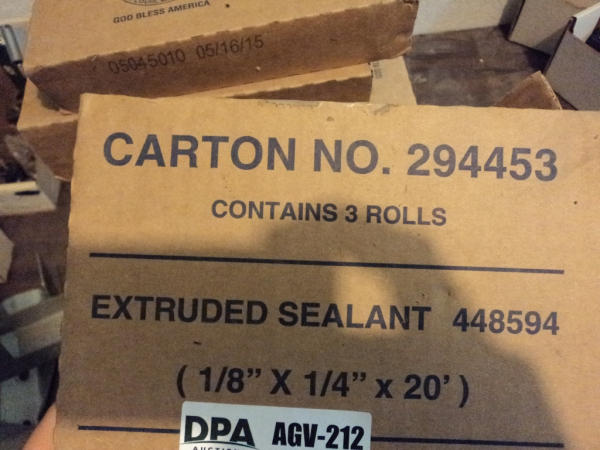 GOD BLESS AMERICA
05045010 05/16/15
CARTON NO. 294453
CONTAINS 3 ROLLS
EXTRUDED SEALANT 448594
( 1/8" X 1/4" x 20' )
DPA AGV-212